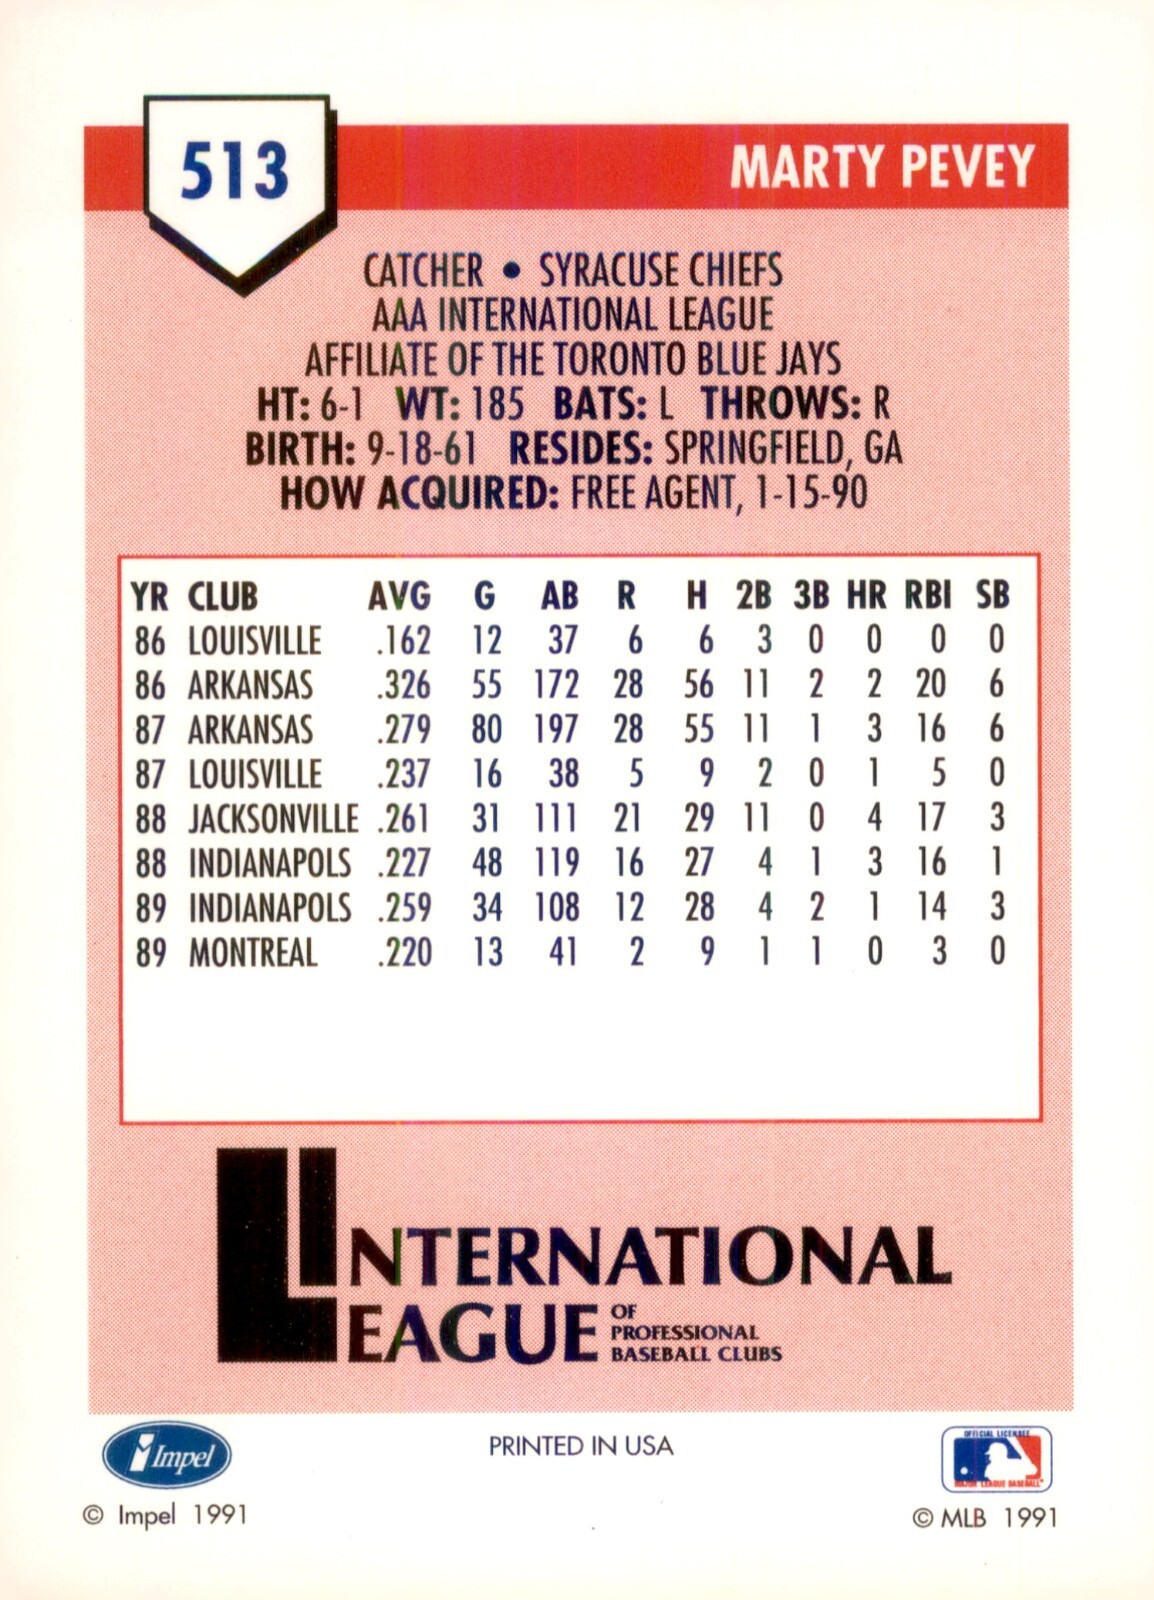 513
MARTY PEVEY
CATCHER • SYRACUSE CHIEFS
AAA INTERNATIONAL LEAGUE
AFFILIATE OF THE TORONTO BLUE JAYS
HT: 6-1 WT: 185 BATS: L THROWS: R
BIRTH: 9-18-61 RESIDES: SPRINGFIELD, GA
HOW ACQUIRED: FREE AGENT, 1-15-90
YR CLUB AVG G AB R H 2B 3B HR RBI SB
86 LOUISVILLE .162 12 37 6 6 3 0 0 0 0
86 ARKANSAS .326 55 172 28 56 11 2 2 20 6
87 ARKANSAS .279 80 197 28 55 11 1 3 16 6
87 LOUISVILLE .237 16 38 5 9 2 0 1 5 0
88 JACKSONVILLE .261 31 111 21 29 11 0 4 17 3
88 INDIANAPOLS .227 48 119 16 27 4 1 3 16 1
89 INDIANAPOLS .259 34 108 12 28 4 2 1 14 3
89 MONTREAL .220 13 41 2 9 1 1 0 3 0
INTERNATIONAL
LEAGUE OF
PROFESSIONAL
BASEBALL CLUBS
Impel
PRINTED IN USA
OFFICIAL LICENSEE
MAJOR LEAGUE BASEBALL
© Impel 1991
© MLB 1991